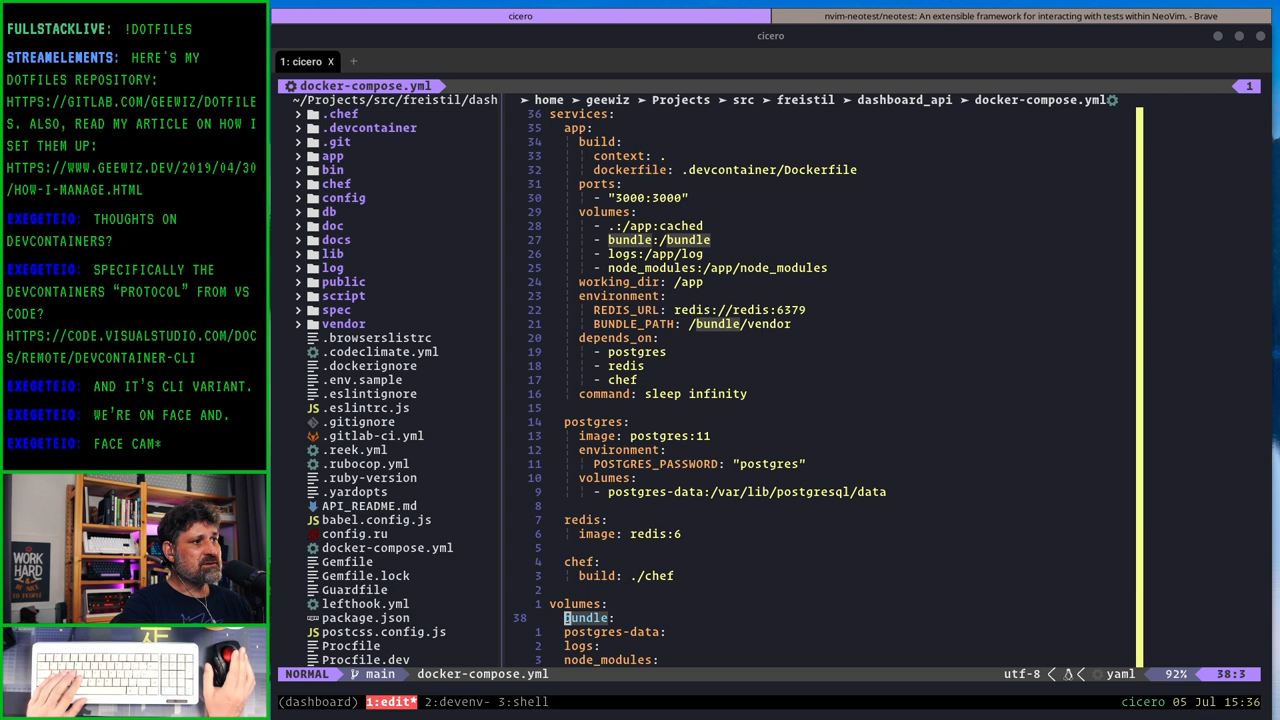 FULLSTACKLIVE: !DOTFILES
STREAMELEMENTS: HERE'S MY
DOTFILES REPOSITORY:
HTTPS://GITLAB.COM/GEEWIZ/DOTFILE
S. ALSO, READ MY ARTICLE ON HOW I
SET THEM UP:
HTTPS://WWW.GEEWIZ.DEV/2019/04/30
/HOW-I-MANAGE.HTML
EXEGETEIO: THOUGHTS ON
DEVCONTAINERS?
EXEGETEIO: SPECIFICALLY THE
DEVCONTAINERS “PROTOCOL” FROM VS
CODE?
HTTPS://CODE.VISUALSTUDIO.COM/DOC
S/REMOTE/DEVCONTAINER-CLI
EXEGETEIO: AND IT'S CLI VARIANT.
EXEGETEIO: WE'RE ON FACE AND.
EXEGETEIO: FACE CAM*
WORK
HARD
cicero
nvim-neotest/neotest: An extensible framework for interacting with tests within NeoVim. - Brave
cicero
1: cicero X +
docker-compose.yml
1
~/Projects/src/freistil/dash
.chef
.devcontainer
.git
app
bin
chef
config
db
doc
docs
lib
log
public
script
spec
vendor
.browserslistrc
.codeclimate.yml
.dockerignore
.env.sample
.eslintignore
JS .eslintrc.js
.gitignore
.gitlab-ci.yml
.reek.yml
.rubocop.yml
.ruby-version
.yardopts
API_README.md
JS babel.config.js
config.ru
docker-compose.yml
Gemfile
Gemfile.lock
Guardfile
lefthook.yml
package.json
JS postcss.config.js
Procfile
Procfile.dev
home geewiz Projects src freistil dashboard_api docker-compose.yml
36 services:
35 app:
34 build:
33 context: .
32 dockerfile: .devcontainer/Dockerfile
31 ports:
30 - "3000:3000"
29 volumes:
28 - .:/app:cached
27 - bundle:/bundle
26 - logs:/app/log
25 - node_modules:/app/node_modules
24 working_dir: /app
23 environment:
22 REDIS_URL: redis://redis:6379
21 BUNDLE_PATH: /bundle/vendor
20 depends_on:
19 - postgres
18 - redis
17 - chef
16 command: sleep infinity
15
14 postgres:
13 image: postgres:11
12 environment:
11 POSTGRES_PASSWORD: "postgres"
10 volumes:
9 - postgres-data:/var/lib/postgresql/data
8
7 redis:
6 image: redis:6
5
4 chef:
3 build: ./chef
2
1 volumes:
38 bundle:
1 postgres-data:
2 logs:
3 node_modules:
NORMAL main docker-compose.yml utf-8 yaml 92% 38:3
(dashboard) 1:edit* 2:devenv- 3:shell cicero 05 Jul 15:36